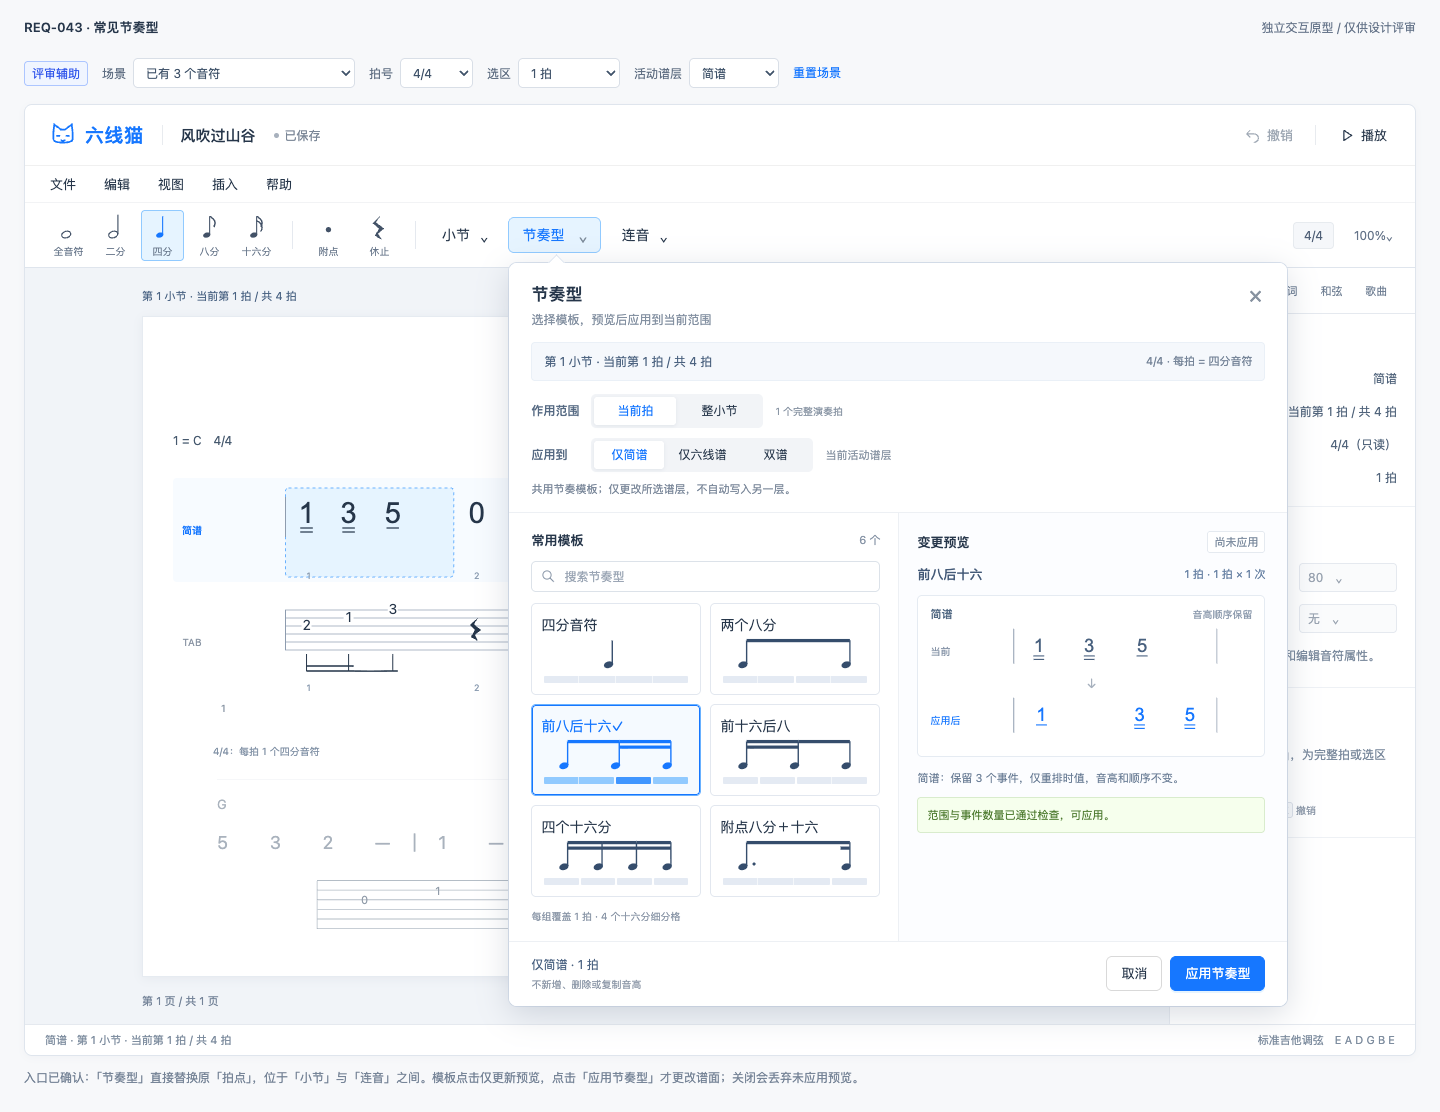 REQ-043 · 常见节奏型
独立交互原型 / 仅供设计评审
评审辅助 场景 已有 3 个音符 拍号 4/4 选区 1 拍 活动谱层 简谱 重置场景
六线猫 风吹过山谷 已保存 撤销 播放
文件 编辑 视图 插入 帮助
全音符 二分 四分 八分 十六分 附点 休止 小节 节奏型 连音 4/4 100%
第 1 小节 · 当前第 1 拍 / 共 4 拍
1 = C 4/4
简谱
1 3 5 0
1 2
TAB
2 1 3
1 2
1
4/4：每拍 1 个四分音符
G
5 3 2 — | 1 —
0 1
第 1 页 / 共 1 页
节奏型
选择模板，预览后应用到当前范围
第 1 小节 · 当前第 1 拍 / 共 4 拍 4/4 · 每拍 = 四分音符
作用范围 当前拍 整小节 1 个完整演奏拍
应用到 仅简谱 仅六线谱 双谱 当前活动谱层
共用节奏模板；仅更改所选谱层，不自动写入另一层。
常用模板 6 个
搜索节奏型
四分音符 两个八分
前八后十六✓ 前十六后八
四个十六分 附点八分＋十六
每组覆盖 1 拍 · 4 个十六分细分格
变更预览 尚未应用
前八后十六 1 拍 · 1 拍 × 1 次
简谱 音高顺序保留
当前 1 3 5
↓
应用后 1 3 5
简谱：保留 3 个事件，仅重排时值，音高和顺序不变。
范围与事件数量已通过检查，可应用。
仅简谱 · 1 拍
不新增、删除或复制音高
取消 应用节奏型
词 和弦 歌曲
简谱
当前第 1 拍 / 共 4 拍
4/4（只读）
1 拍
80
无
和编辑音符属性。
，为完整拍或选区
撤销
简谱 · 第 1 小节 · 当前第 1 拍 / 共 4 拍
标准吉他调弦 E A D G B E
入口已确认：「节奏型」直接替换原「拍点」，位于「小节」与「连音」之间。模板点击仅更新预览，点击「应用节奏型」才更改谱面；关闭会丢弃未应用预览。